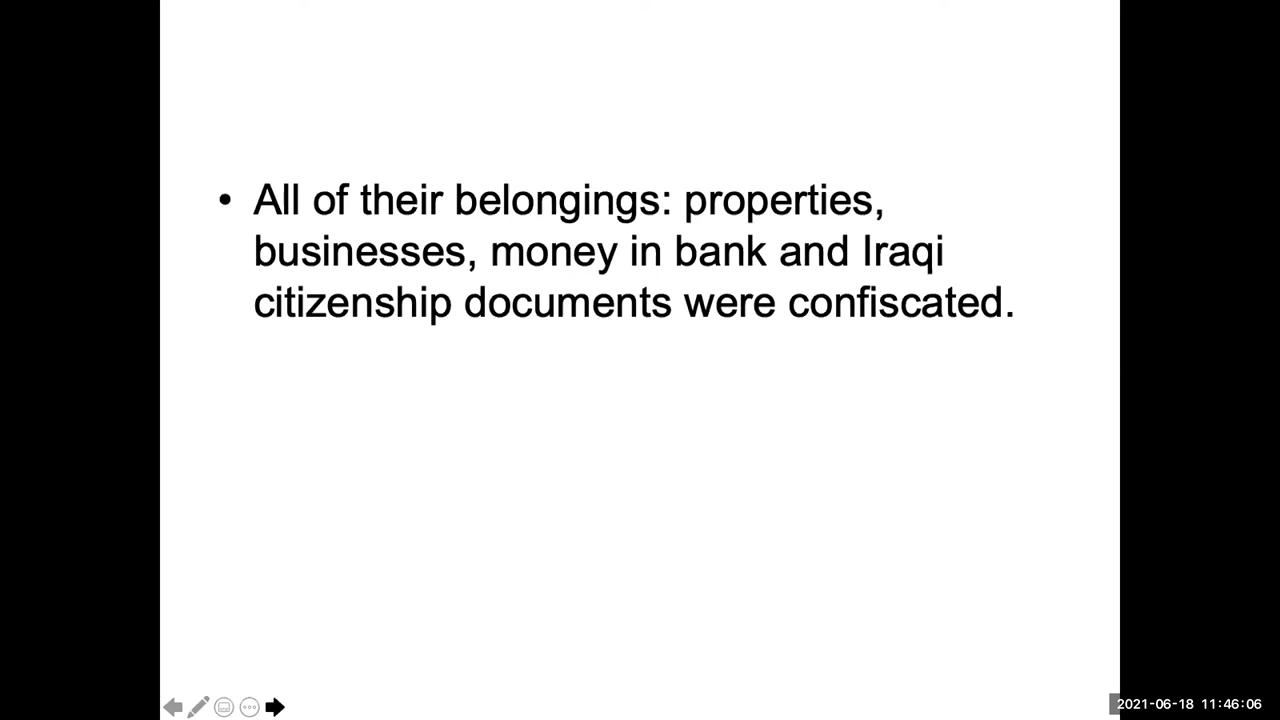 • All of their belongings: properties,
businesses, money in bank and Iraqi
citizenship documents were confiscated.
2021-06-18 11:46:06